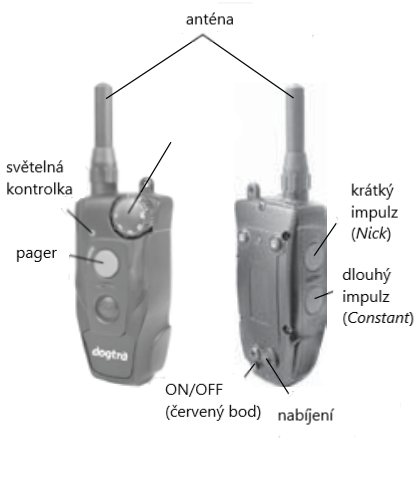 anténa
světelná
kontrolka
pager
krátký
impulz
(Nick)
dlouhý
impulz
(Constant)
dogtra
ON/OFF
(červený bod)
nabíjení